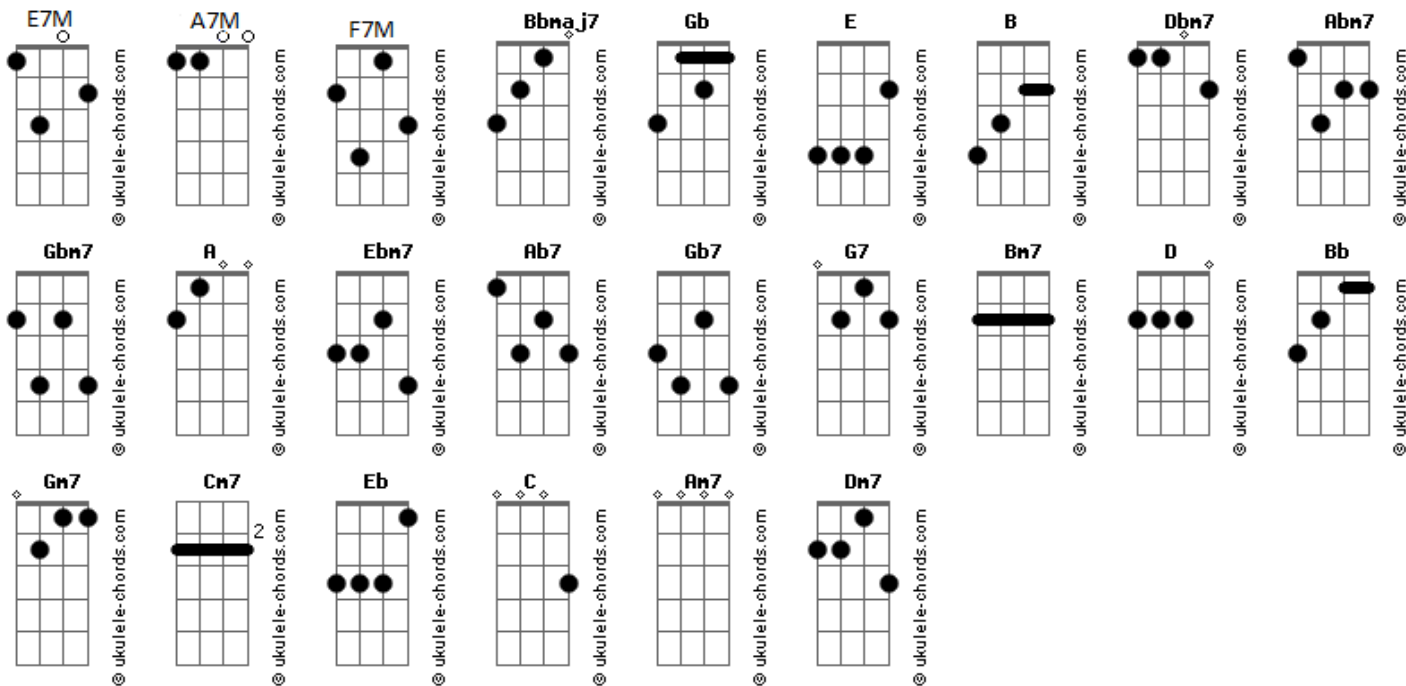 E7M A7M F7M Bbmaj7 Gb E B Dbm7 Abm7
© ukulele-chords.com © ukulele-chords.com © ukulele-chords.com © ukulele-chords.com © ukulele-chords.com © ukulele-chords.com © ukulele-chords.com © ukulele-chords.com © ukulele-chords.com
Gbm7 A Ebm7 Ab7 Gb7 G7 Bm7 D Bb
© ukulele-chords.com © ukulele-chords.com © ukulele-chords.com © ukulele-chords.com © ukulele-chords.com © ukulele-chords.com © ukulele-chords.com © ukulele-chords.com © ukulele-chords.com
Gm7 Cm7 Eb C Am7 Dm7
2
© ukulele-chords.com © ukulele-chords.com © ukulele-chords.com © ukulele-chords.com © ukulele-chords.com © ukulele-chords.com